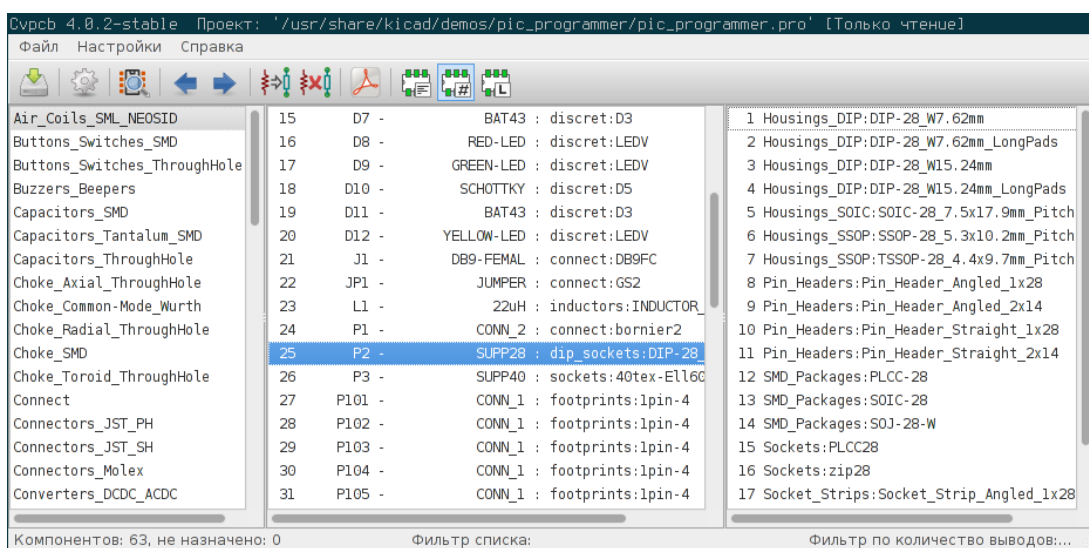 Cvpcb 4.0.2-stable Проект: '/usr/share/kicad/demos/pic_programmer/pic_programmer.pro' [Только чтение]
Файл Настройки Справка
# L
Air_Coils_SML_NEOSID
Buttons_Switches_SMD
Buttons_Switches_ThroughHole
Buzzers_Beepers
Capacitors_SMD
Capacitors_Tantalum_SMD
Capacitors_ThroughHole
Choke_Axial_ThroughHole
Choke_Common-Mode_Wurth
Choke_Radial_ThroughHole
Choke_SMD
Choke_Toroid_ThroughHole
Connect
Connectors_JST_PH
Connectors_JST_SH
Connectors_Molex
Converters_DCDC_ACDC
15 D7 - BAT43 : discret:D3
16 D8 - RED-LED : discret:LEDV
17 D9 - GREEN-LED : discret:LEDV
18 D10 - SCHOTTKY : discret:D5
19 D11 - BAT43 : discret:D3
20 D12 - YELLOW-LED : discret:LEDV
21 J1 - DB9-FEMAL : connect:DB9FC
22 JP1 - JUMPER : connect:GS2
23 L1 - 22uH : inductors:INDUCTOR_
24 P1 - CONN_2 : connect:bornier2
25 P2 - SUPP28 : dip_sockets:DIP-28_
26 P3 - SUPP40 : sockets:40tex-Ell60
27 P101 - CONN_1 : footprints:1pin-4
28 P102 - CONN_1 : footprints:1pin-4
29 P103 - CONN_1 : footprints:1pin-4
30 P104 - CONN_1 : footprints:1pin-4
31 P105 - CONN_1 : footprints:1pin-4
1 Housings_DIP:DIP-28_W7.62mm
2 Housings_DIP:DIP-28_W7.62mm_LongPads
3 Housings_DIP:DIP-28_W15.24mm
4 Housings_DIP:DIP-28_W15.24mm_LongPads
5 Housings_SOIC:SOIC-28_7.5x17.9mm_Pitch
6 Housings_SSOP:SSOP-28_5.3x10.2mm_Pitch
7 Housings_SSOP:TSSOP-28_4.4x9.7mm_Pitch
8 Pin_Headers:Pin_Header_Angled_1x28
9 Pin_Headers:Pin_Header_Angled_2x14
10 Pin_Headers:Pin_Header_Straight_1x28
11 Pin_Headers:Pin_Header_Straight_2x14
12 SMD_Packages:PLCC-28
13 SMD_Packages:SOIC-28
14 SMD_Packages:SOJ-28-W
15 Sockets:PLCC28
16 Sockets:zip28
17 Socket_Strips:Socket_Strip_Angled_1x28
Компонентов: 63, не назначено: 0 Фильтр списка: Фильтр по количество выводов:...